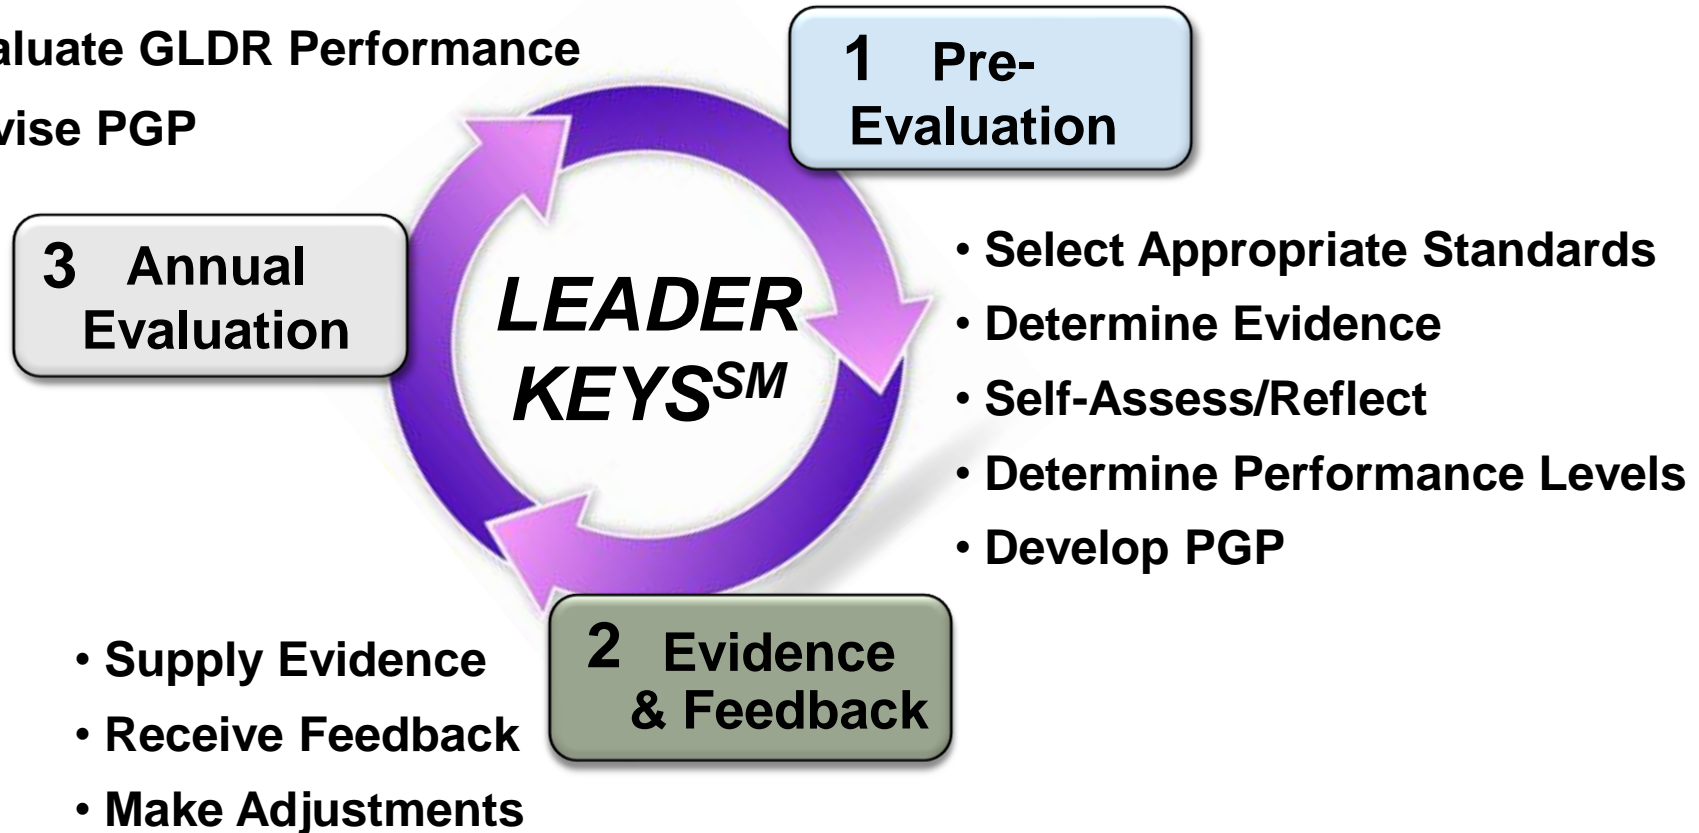 aluate GLDR Performance
vise PGP
1 Pre-
Evaluation
3 Annual
Evaluation
LEADER
KEYSSM
• Select Appropriate Standards
• Determine Evidence
• Self-Assess/Reflect
• Determine Performance Levels
• Develop PGP
2 Evidence
& Feedback
• Supply Evidence
• Receive Feedback
• Make Adjustments